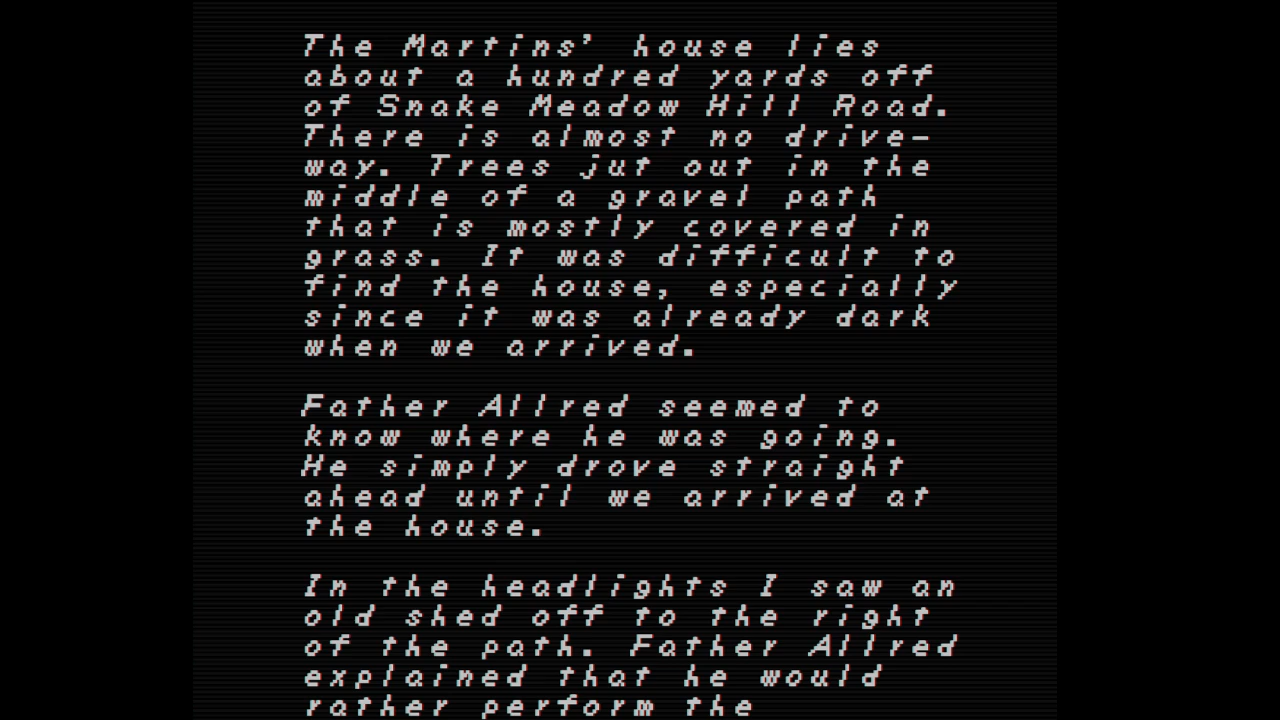 The Martins' house lies
about a hundred yards off
of Snake Meadow Hill Road.
There is almost no drive-
way. Trees jut out in the
middle of a gravel path
that is mostly covered in
grass. It was difficult to
find the house, especially
since it was already dark
when we arrived.
Father Allred seemed to
know where he was going.
He simply drove straight
ahead until we arrived at
the house.
In the headlights I saw an
old shed off to the right
of the path. Father Allred
explained that he would
rather perform the